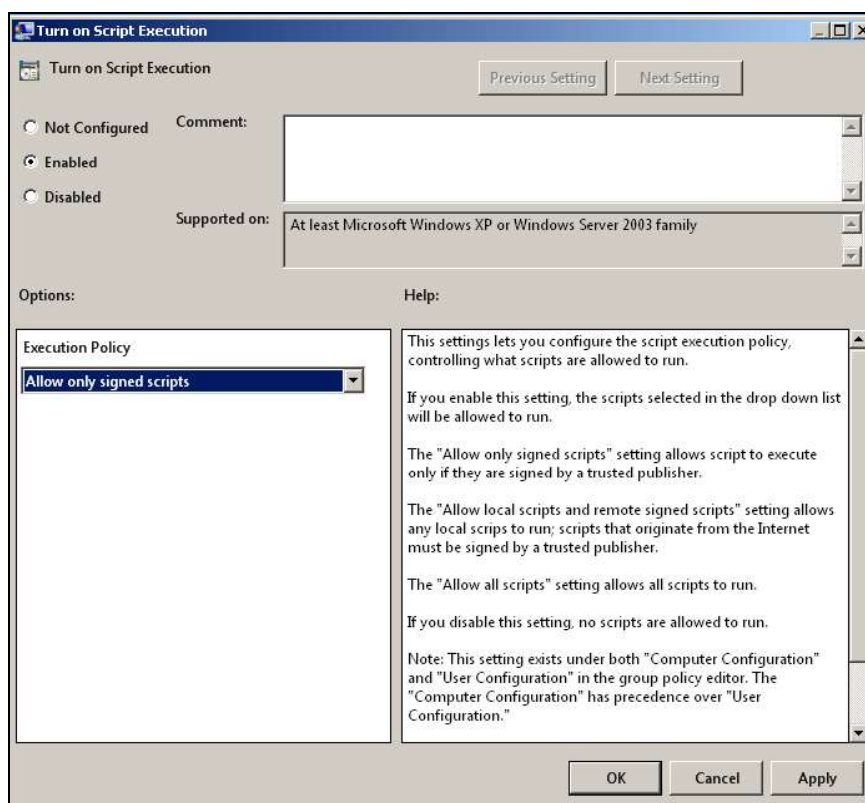 Turn on Script Execution
Turn on Script Execution
Previous Setting
Next Setting
Not Configured
Comment:
Enabled
Disabled
Supported on:
At least Microsoft Windows XP or Windows Server 2003 family
Options:
Help:
Execution Policy
Allow only signed scripts
This settings lets you configure the script execution policy,
controlling what scripts are allowed to run.
If you enable this setting, the scripts selected in the drop down list
will be allowed to run.
The "Allow only signed scripts" setting allows script to execute
only if they are signed by a trusted publisher.
The "Allow local scripts and remote signed scripts" setting allows
any local scrips to run; scripts that originate from the Internet
must be signed by a trusted publisher.
The "Allow all scripts" setting allows all scripts to run.
If you disable this setting, no scripts are allowed to run.
Note: This setting exists under both "Computer Configuration"
and "User Configuration" in the group policy editor. The
"Computer Configuration" has precedence over "User
Configuration."
OK
Cancel
Apply